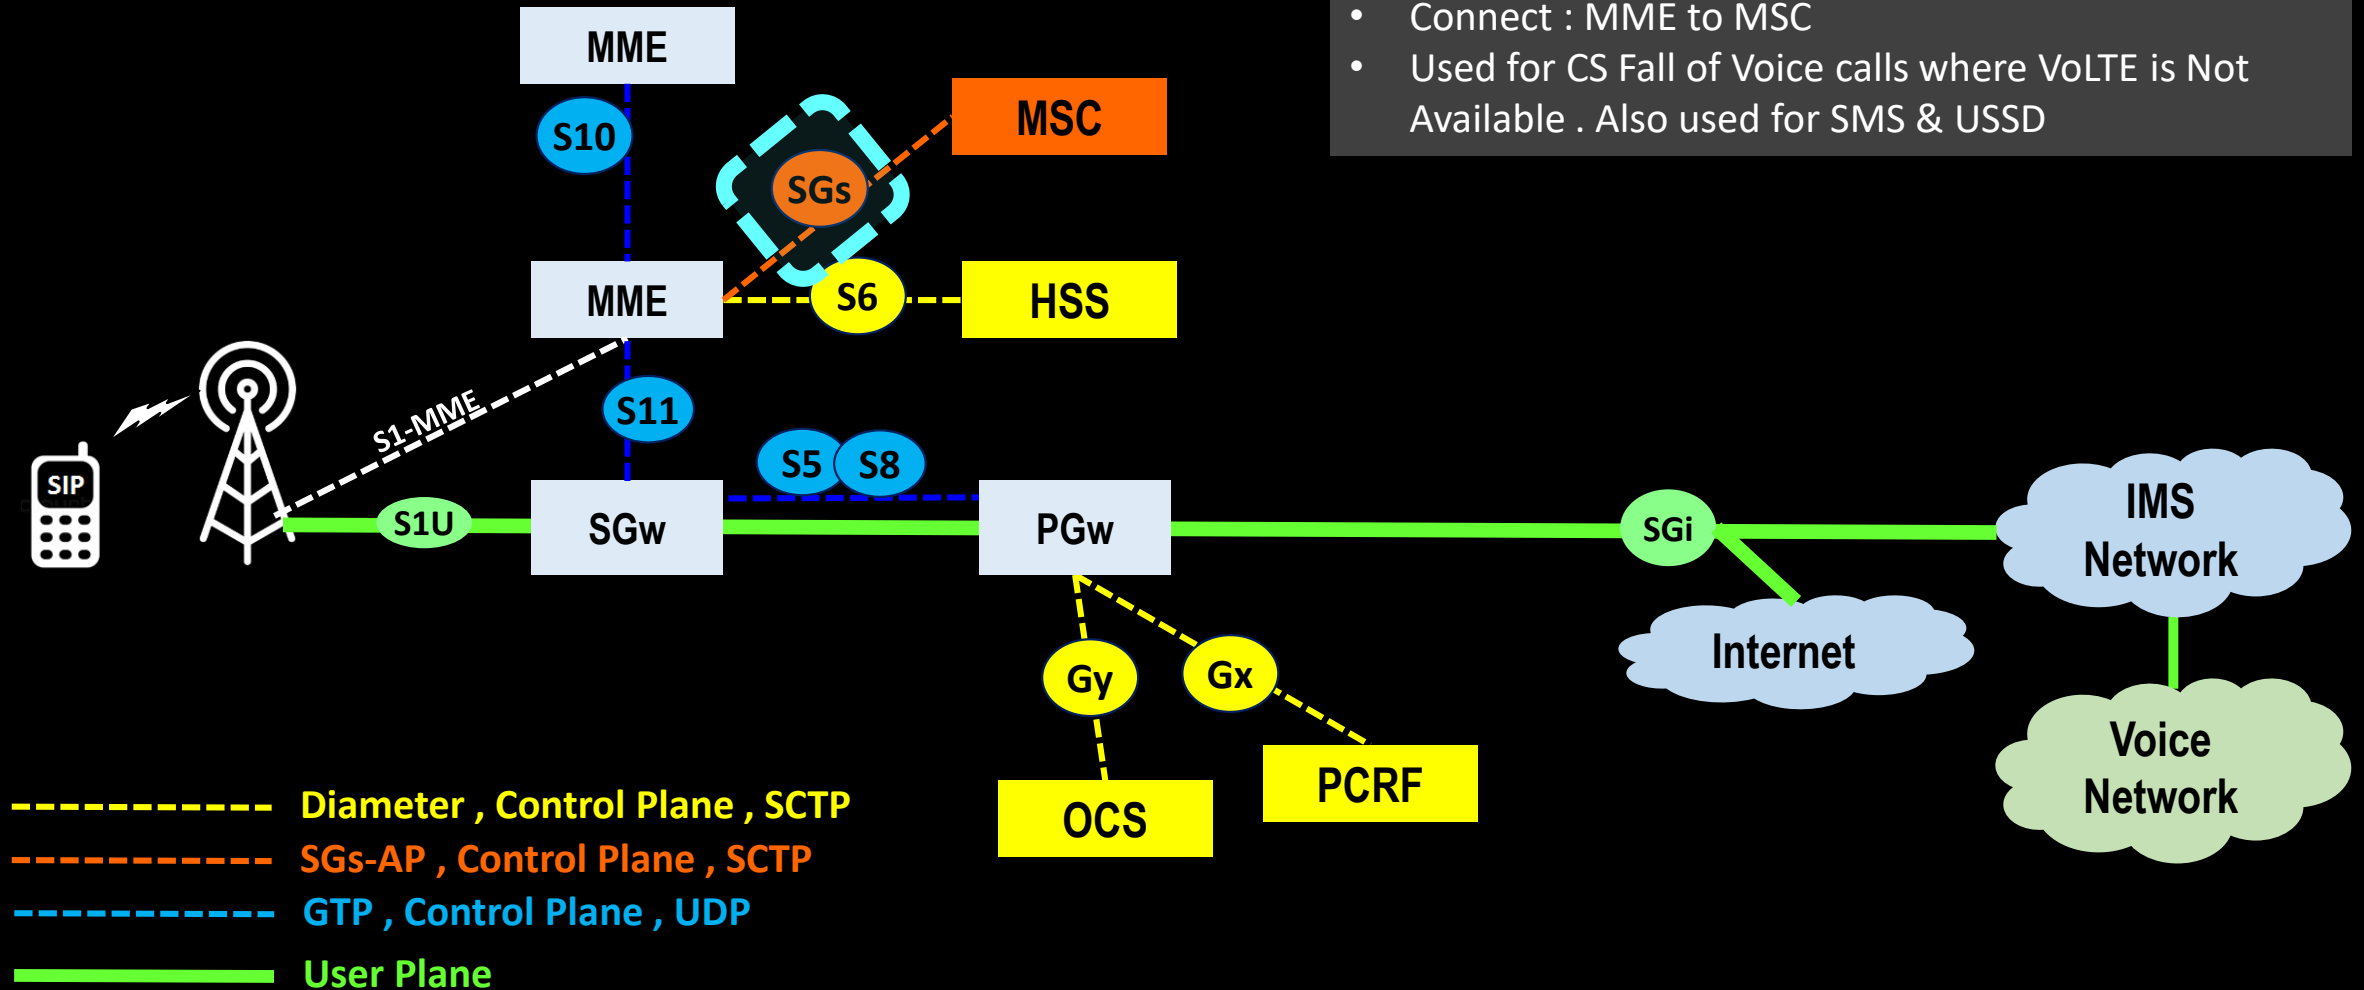 • Connect : MME to MSC
• Used for CS Fall of Voice calls where VoLTE is Not
Available . Also used for SMS & USSD
MME
S10
MSC
SGs
MME
S6
HSS
S1-MME
S11
S5
S8
SIP
S1U
SGw
PGw
SGi
IMS
Network
Internet
Gy
Gx
Voice
Network
OCS
PCRF
Diameter , Control Plane , SCTP
SGs-AP , Control Plane , SCTP
GTP , Control Plane , UDP
User Plane